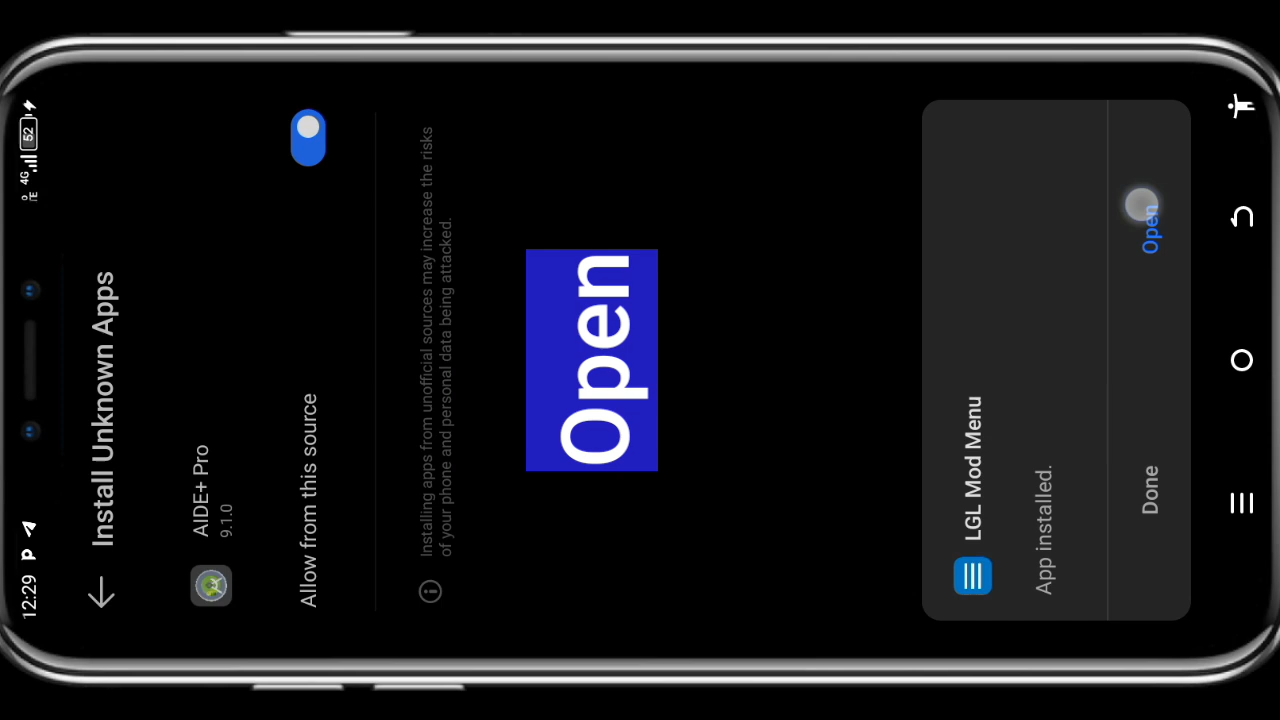 12:29
4G
52
Install Unknown Apps
AIDE+ Pro
9.1.0
Allow from this source
Installing apps from unofficial sources may increase the risks
of your phone and personal data being attacked.
Open
LGL Mod Menu
App installed.
Done
Open